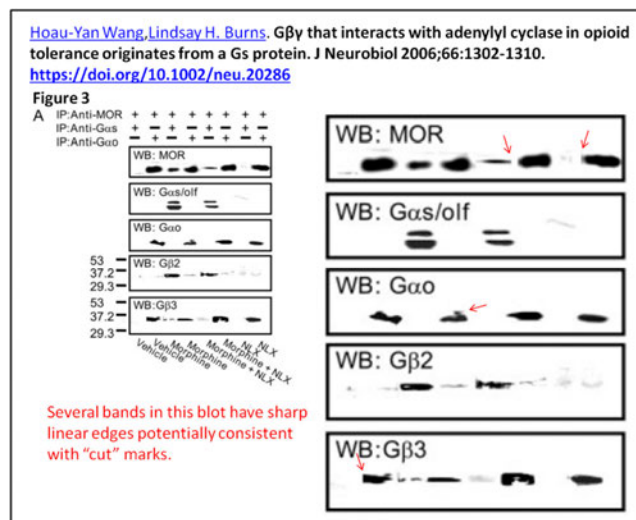 Hoau-Yan Wang,Lindsay H. Burns. Gβγ that interacts with adenylyl cyclase in opioid
tolerance originates from a Gs protein. J Neurobiol 2006;66:1302-1310.
https://doi.org/10.1002/neu.20286
Figure 3
A
IP:Anti-MOR + + + + + + + +
IP:Anti-Gαs + − + − + − + −
IP:Anti-Gαo − + − + − + − +
WB: MOR
WB: Gαs/olf
WB: Gαo
53
37.2
29.3
WB: Gβ2
53
37.2
29.3
WB:Gβ3
Vehicle
Vehicle
Morphine
Morphine
Morphine + NLX
Morphine + NLX
NLX
NLX
Several bands in this blot have sharp
linear edges potentially consistent
with “cut” marks.
WB: MOR
WB: Gαs/olf
WB: Gαo
WB: Gβ2
WB:Gβ3